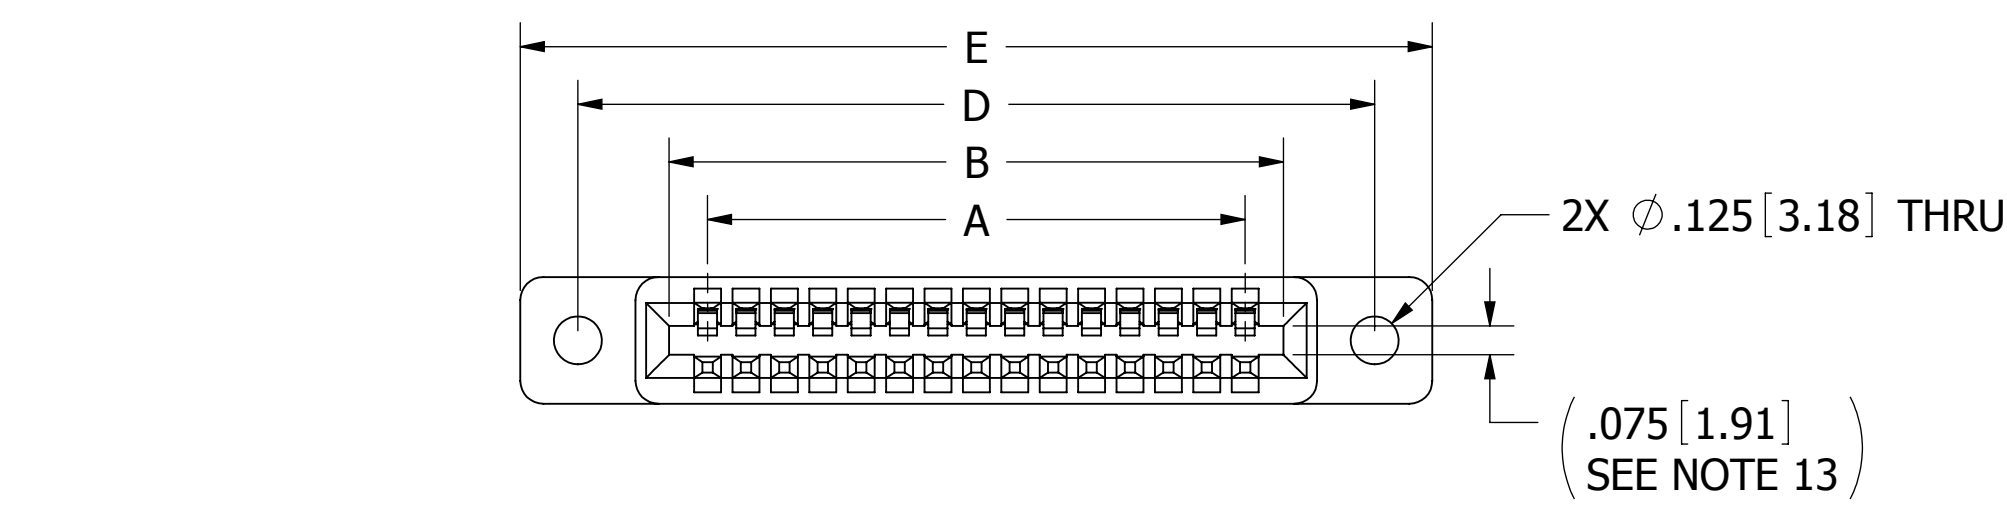 E
D
B
A
2X ∅.125[3.18] THRU
.075[1.91]
SEE NOTE 13